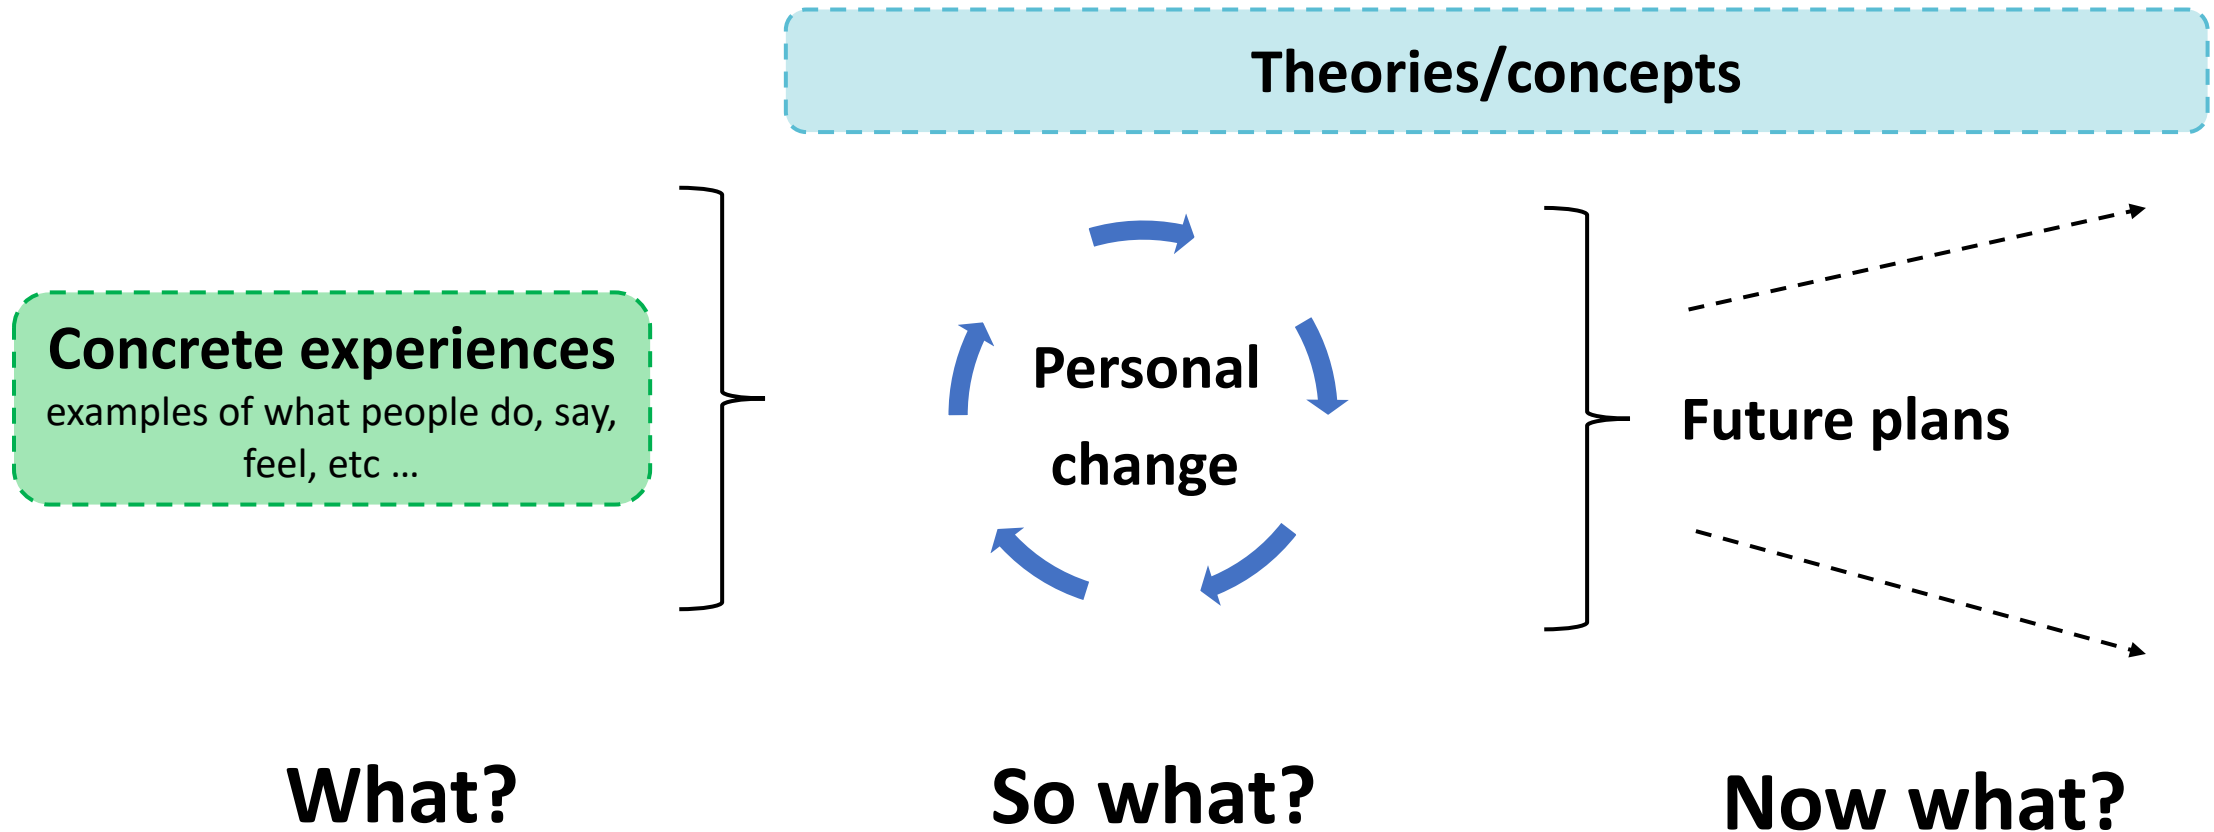 Theories/concepts
Concrete experiences
examples of what people do, say,
feel, etc ...
Personal
change
Future plans
What?
So what?
Now what?